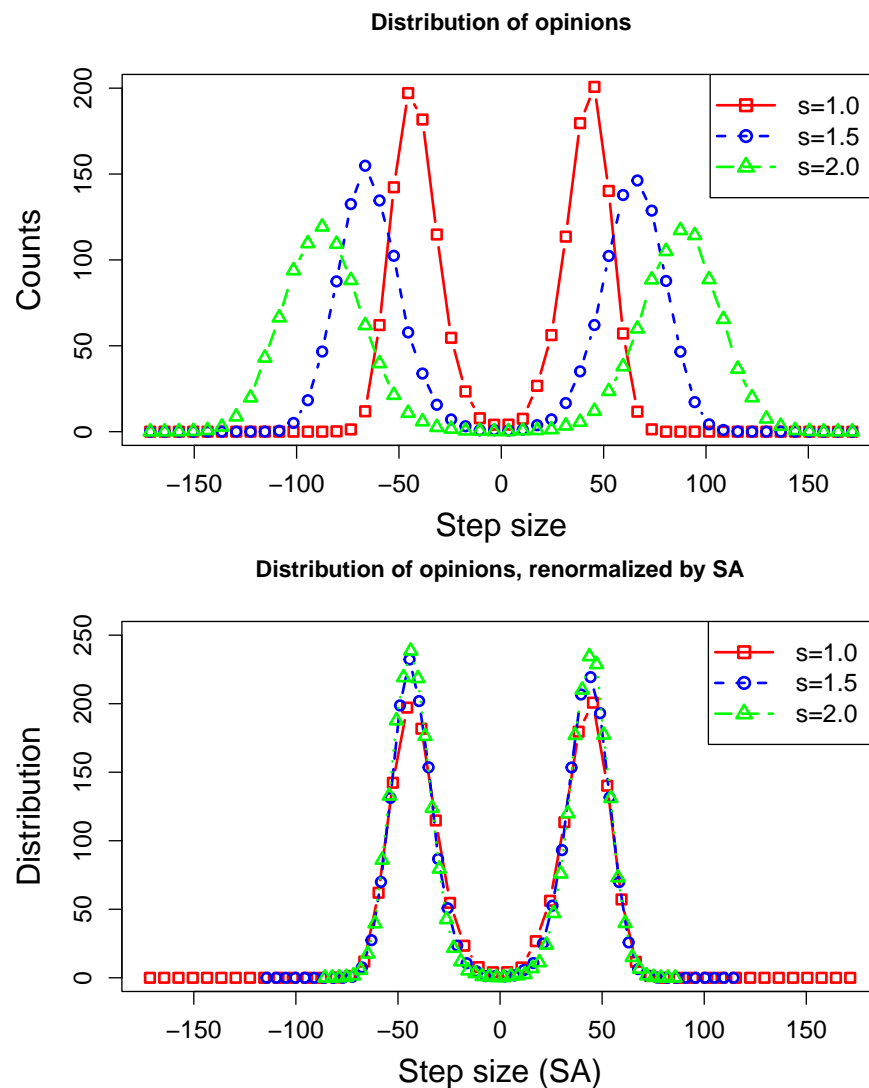 Distribution of opinions
200
150
100
50
0
Counts
s=1.0
s=1.5
s=2.0
−150 −100 −50 0 50 100 150
Step size
Distribution of opinions, renormalized by SA
250
200
150
100
50
0
Distribution
s=1.0
s=1.5
s=2.0
−150 −100 −50 0 50 100 150
Step size (SA)